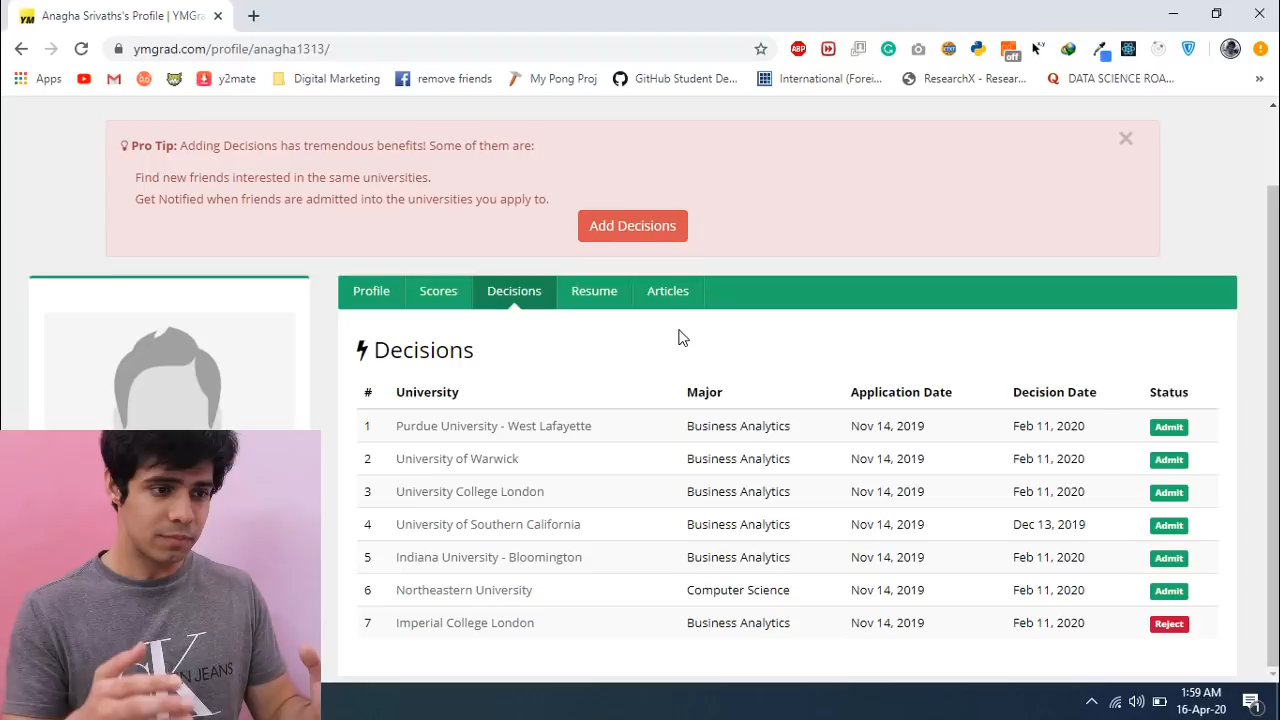 YM Anagha Srivaths's Profile | YMGra
ymgrad.com/profile/anagha1313/
ABP
off
Apps
y2mate
Digital Marketing
remove friends
My Pong Proj
GitHub Student De...
International (Forei...
ResearchX - Resear...
Q DATA SCIENCE ROA...
»
Pro Tip: Adding Decisions has tremendous benefits! Some of them are:
Find new friends interested in the same universities.
Get Notified when friends are admitted into the universities you apply to.
Add Decisions
Profile Scores Decisions Resume Articles
Decisions
# University Major Application Date Decision Date Status
1 Purdue University - West Lafayette Business Analytics Nov 14, 2019 Feb 11, 2020 Admit
2 University of Warwick Business Analytics Nov 14, 2019 Feb 11, 2020 Admit
3 University College London Business Analytics Nov 14, 2019 Feb 11, 2020 Admit
4 University of Southern California Business Analytics Nov 14, 2019 Dec 13, 2019 Admit
5 Indiana University - Bloomington Business Analytics Nov 14, 2019 Feb 11, 2020 Admit
6 Northeastern University Computer Science Nov 14, 2019 Feb 11, 2020 Admit
7 Imperial College London Business Analytics Nov 14, 2019 Feb 11, 2020 Reject
JEANS
1:59 AM
16-Apr-20
1